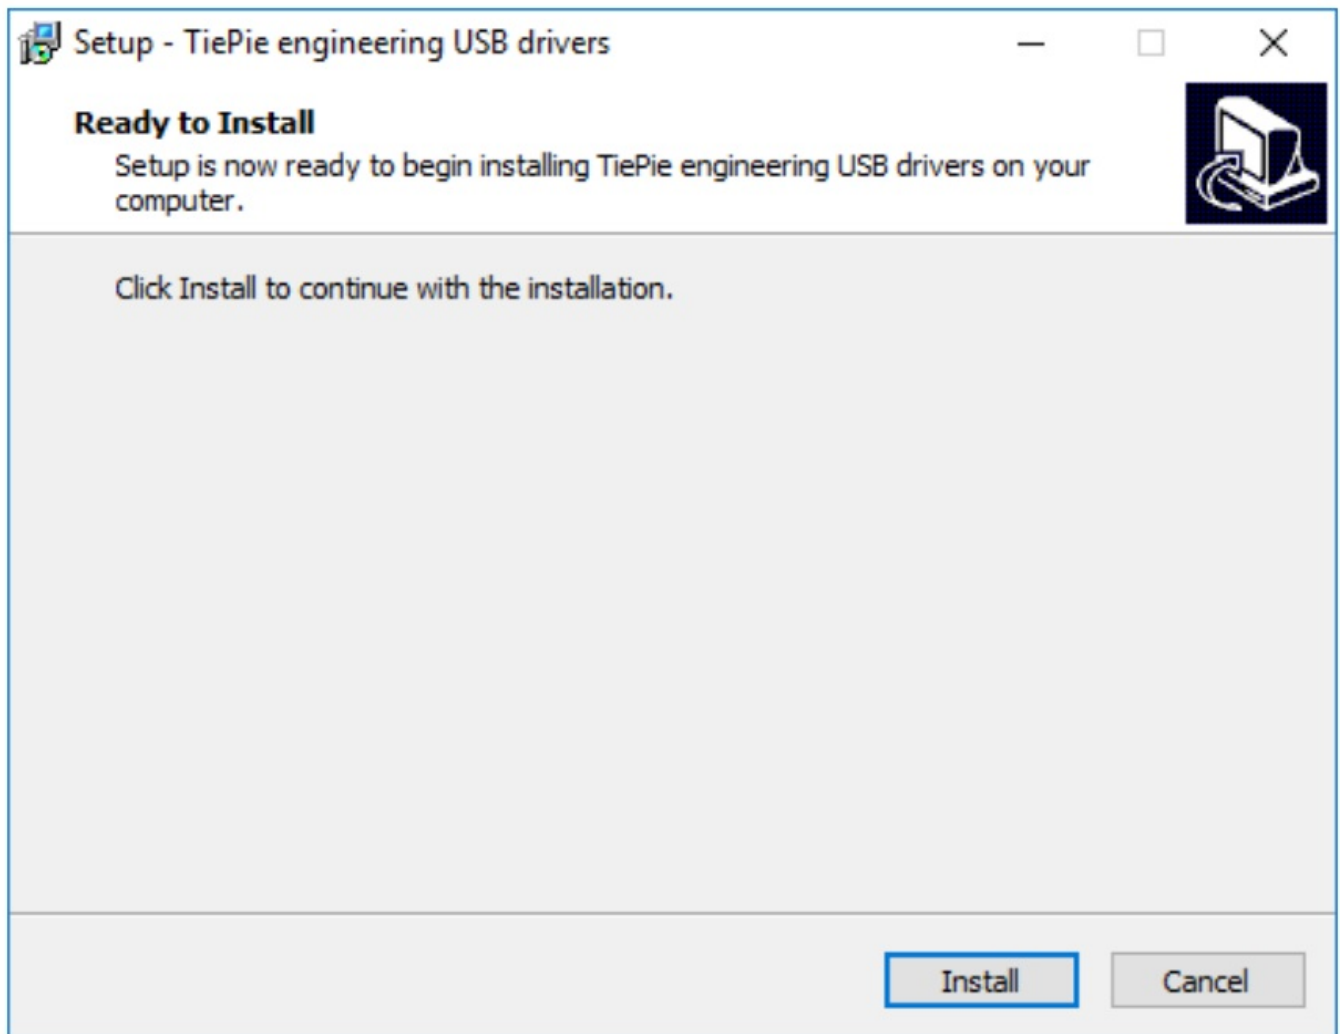 Setup - TiePie engineering USB drivers
Ready to Install
Setup is now ready to begin installing TiePie engineering USB drivers on your
computer.
Click Install to continue with the installation.
Install
Cancel